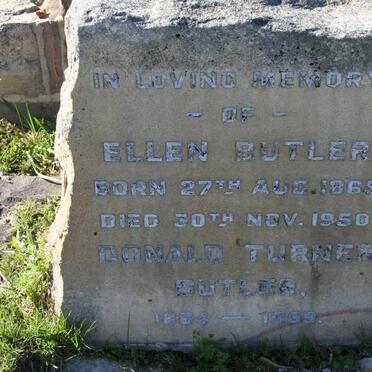 IN LOVING MEMORY
- OF -
ELLEN BUTLER
BORN 27TH AUG.
DIED 30TH NOV. 1950
DONALD TURNER
BUTLER.